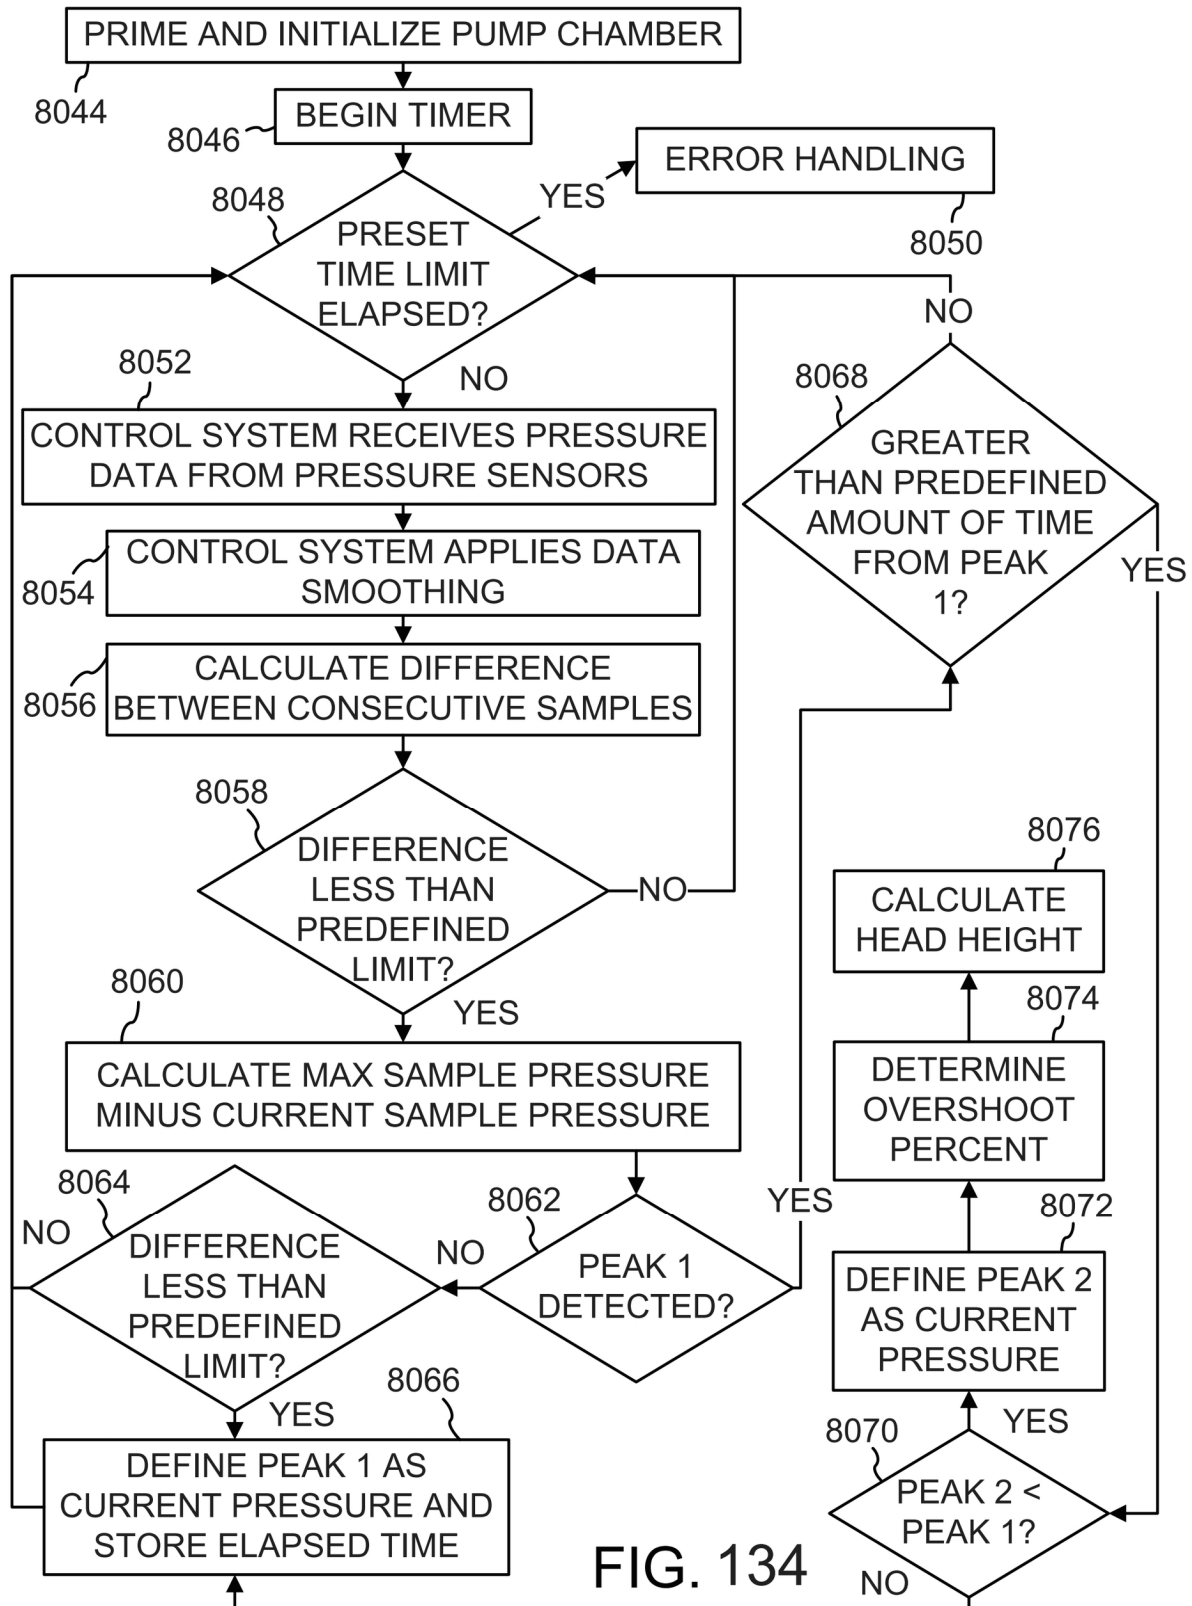 PRIME AND INITIALIZE PUMP CHAMBER
8044
BEGIN TIMER
8046
ERROR HANDLING
8050
YES
8048
PRESET
TIME LIMIT
ELAPSED?
NO
8052
CONTROL SYSTEM RECEIVES PRESSURE
DATA FROM PRESSURE SENSORS
CONTROL SYSTEM APPLIES DATA
SMOOTHING
8054
CALCULATE DIFFERENCE
BETWEEN CONSECUTIVE SAMPLES
8056
8058
DIFFERENCE
LESS THAN
PREDEFINED
LIMIT?
NO
YES
8060
CALCULATE MAX SAMPLE PRESSURE
MINUS CURRENT SAMPLE PRESSURE
8062
PEAK 1
DETECTED?
NO
YES
8064
DIFFERENCE
LESS THAN
PREDEFINED
LIMIT?
NO
YES
8066
DEFINE PEAK 1 AS
CURRENT PRESSURE AND
STORE ELAPSED TIME
NO
8068
GREATER
THAN PREDEFINED
AMOUNT OF TIME
FROM PEAK
1?
YES
8076
CALCULATE
HEAD HEIGHT
8074
DETERMINE
OVERSHOOT
PERCENT
8072
DEFINE PEAK 2
AS CURRENT
PRESSURE
YES
8070
PEAK 2 <
PEAK 1?
NO
FIG. 134